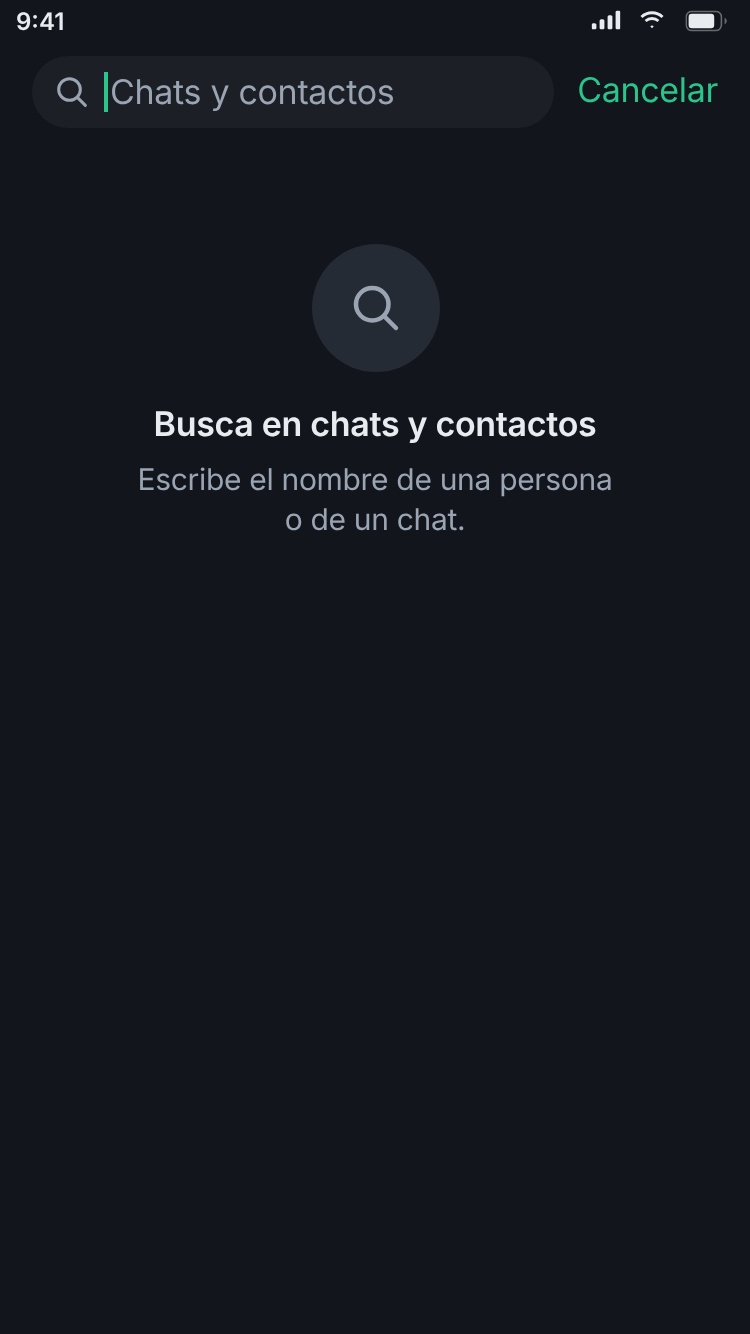 9:41
Chats y contactos
Cancelar
Busca en chats y contactos
Escribe el nombre de una persona
o de un chat.